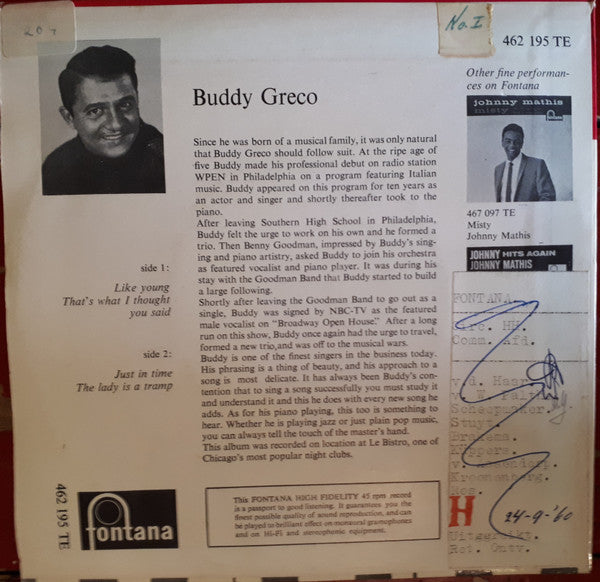 204
No. I
462 195 TE
Other fine performan-
ces on Fontana
johnny mathis
misty
fontana
467 097 TE
Misty
Johnny Mathis
JOHNNY HITS AGAIN
JOHNNY MATHIS
Buddy Greco
Since he was born of a musical family, it was only natural
that Buddy Greco should follow suit. At the ripe age of
five Buddy made his professional debut on radio station
WPEN in Philadelphia on a program featuring Italian
music. Buddy appeared on this program for ten years as
an actor and singer and shortly thereafter took to the
piano.
After leaving Southern High School in Philadelphia,
Buddy felt the urge to work on his own and he formed a
trio. Then Benny Goodman, impressed by Buddy's sing-
ing and piano artistry, asked Buddy to join his orchestra
as featured vocalist and piano player. It was during his
stay with the Goodman Band that Buddy started to build
a large following.
Shortly after leaving the Goodman Band to go out as a
single, Buddy was signed by NBC-TV as the featured
male vocalist on "Broadway Open House." After a long
run on this show, Buddy once again had the urge to travel,
formed a new trio,and was off to the musical wars.
Buddy is one of the finest singers in the business today.
His phrasing is a thing of beauty, and his approach to a
song is most delicate. It has always been Buddy's con-
tention that to sing a song successfully you must study it
and understand it and this he does with every new song he
adds. As for his piano playing, this too is something to
hear. Whether he is playing jazz or just plain pop music,
you can always tell the touch of the master's hand.
This album was recorded on location at Le Bistro, one of
Chicago's most popular night clubs.
side 1:
Like young
That's what I thought
you said
side 2:
Just in time
The lady is a tramp
462 195 TE
fontana
This FONTANA HIGH FIDELITY 45 rpm record
is a passport to good listening. It guarantees you the
finest possible quality of sound reproduction, and can
be played to brilliant effect on monaural gramophones
and on Hi-Fi and stereophonic equipment.
FONTANA
Dire. HH.
Comm. Afd.
v.d. Haar
Scheepmaker.
Stuyt.
Kuppers.
Kroonenberg.
Hos.
H
24-9-'60
Uitgereikt.
Ret. Ontv.